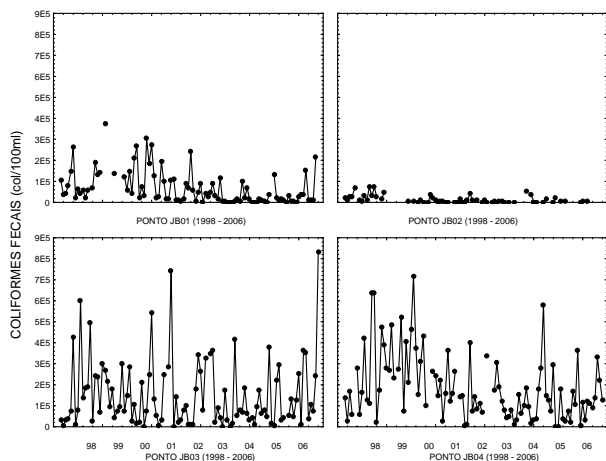 COLIFORMES FECAIS (col/100ml)
9E5
8E5
7E5
6E5
5E5
4E5
3E5
2E5
1E5
0
PONTO JB01 (1998 - 2006)
PONTO JB02 (1998 - 2006)
9E5
8E5
7E5
6E5
5E5
4E5
3E5
2E5
1E5
0
98 99 00 01 02 03 04 05 06
98 99 00 01 02 03 04 05 06
PONTO JB03 (1998 - 2006)
PONTO JB04 (1998 - 2006)